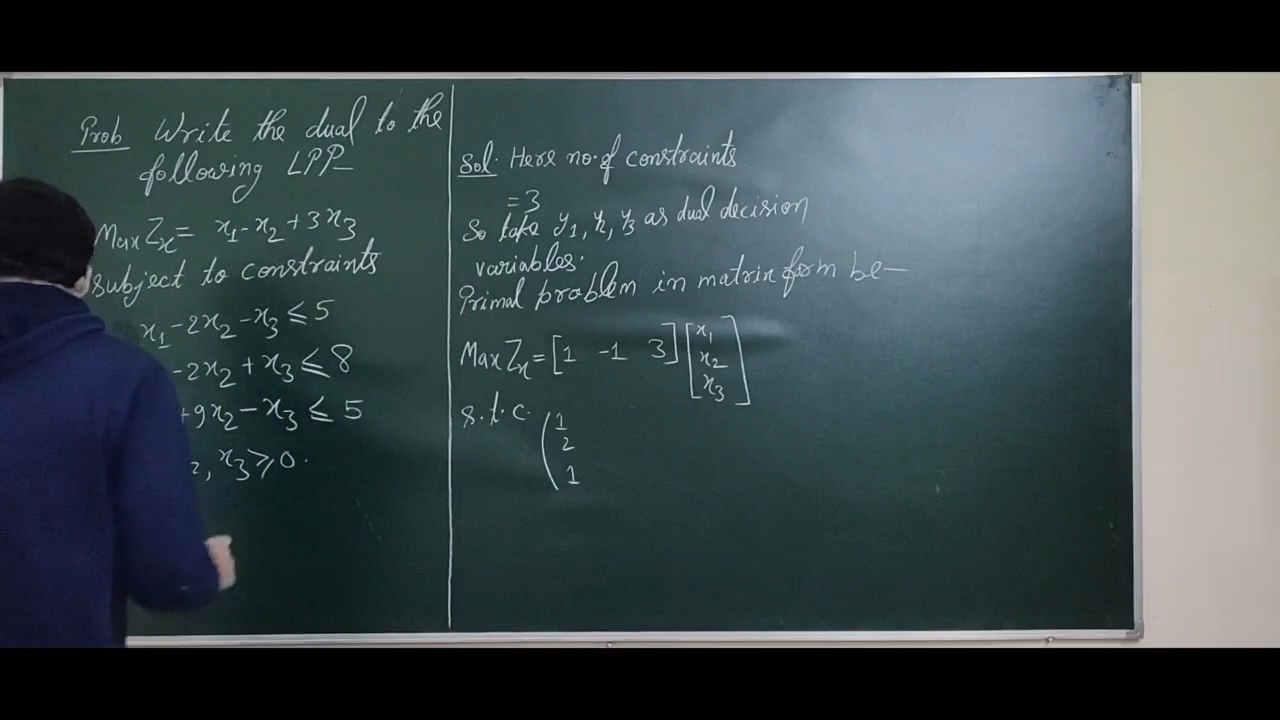 Prob Write the dual to the
following LPP—
Max Zx = x1 - x2 + 3x3
subject to constraints
x1 - 2x2 - x3 ≤ 5
- 2x2 + x3 ≤ 8
+ 9x2 - x3 ≤ 5
2, x3 ≥ 0.
Sol. Here no. of constraints
= 3
So take y1, y2, y3 as dual decision
variables.
Primal problem in matrix form be—
Max Zx = [1 -1 3] [x1
x2
x3]
s.t.c. (1
2
1